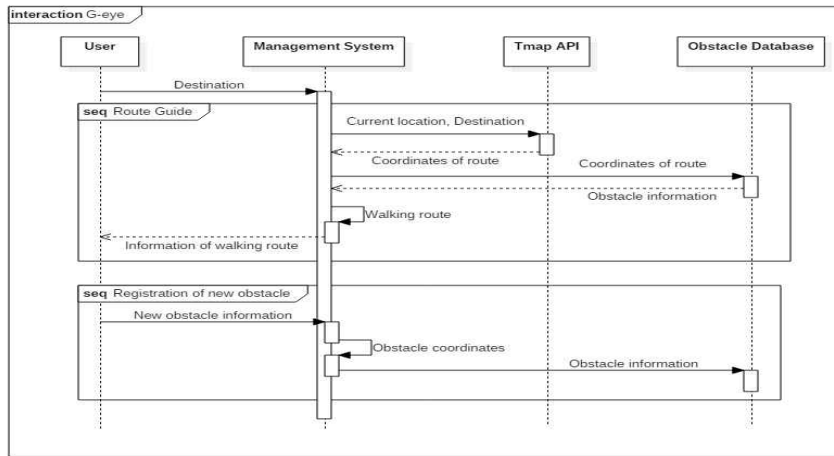 interaction G-eye
User
Management System
Tmap API
Obstacle Database
Destination
seq Route Guide
Current location, Destination
Coordinates of route
Coordinates of route
Obstacle information
Walking route
Information of walking route
seq Registration of new obstacle
New obstacle information
Obstacle coordinates
Obstacle information